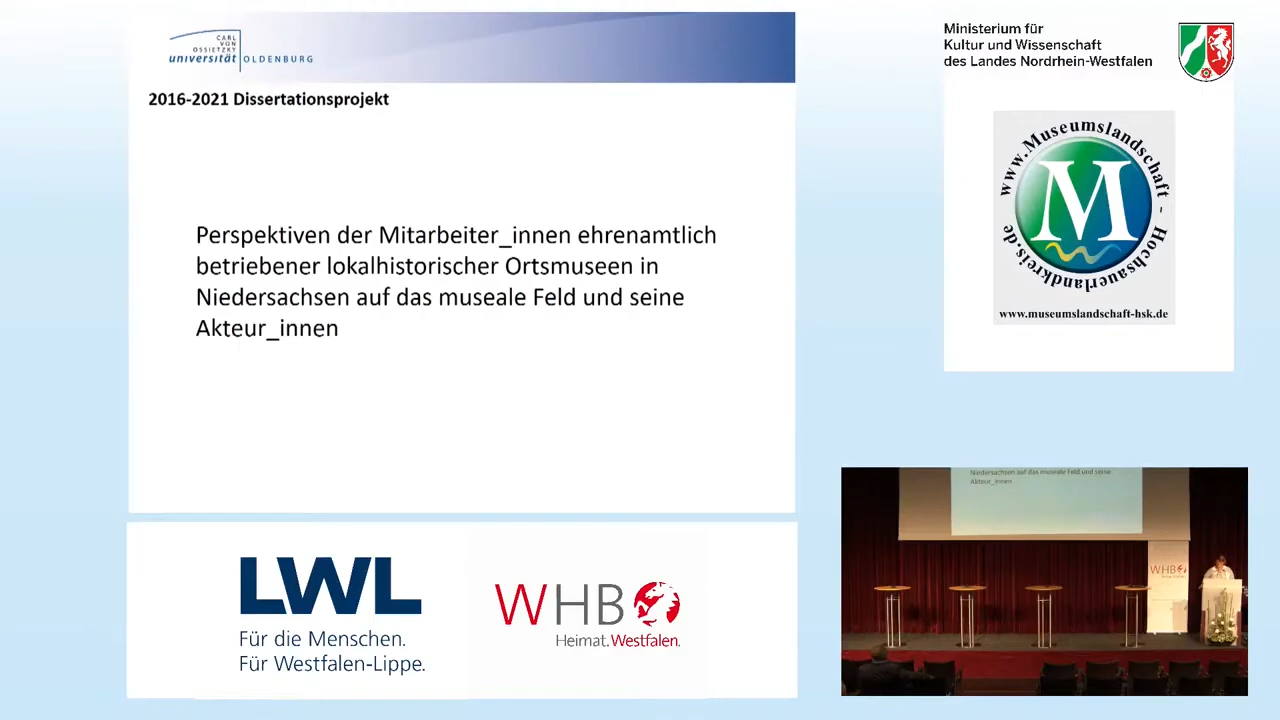 CARL
VON
OSSIETZKY
universität OLDENBURG
2016-2021 Dissertationsprojekt
Perspektiven der Mitarbeiter_innen ehrenamtlich
betriebener lokalhistorischer Ortsmuseen in
Niedersachsen auf das museale Feld und seine
Akteur_innen
LWL
Für die Menschen.
Für Westfalen-Lippe.
WHB
Heimat.Westfalen.
Ministerium für
Kultur und Wissenschaft
des Landes Nordrhein-Westfalen
www.Museumslandschaft - Hochsauerlandkreis.de
M
www.museumslandschaft-hsk.de
Niedersachsen auf das museale Feld und seine
Akteur_innen
WHB